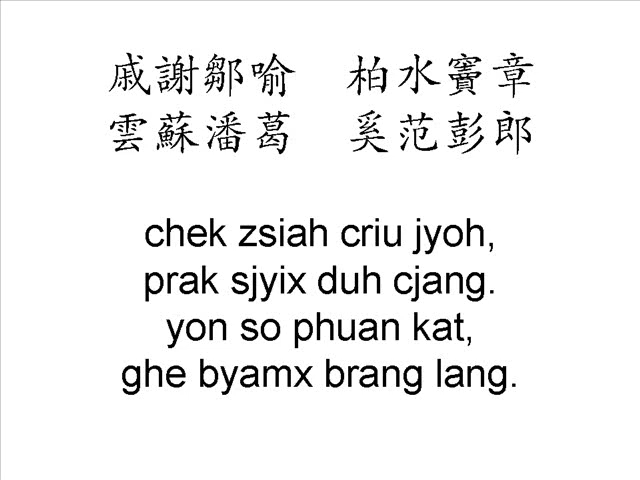 戚謝鄒喻　柏水竇章
雲蘇潘葛　奚范彭郎
chek zsiah criu jyoh,
prak sjyix duh cjang.
yon so phuan kat,
ghe byamx brang lang.